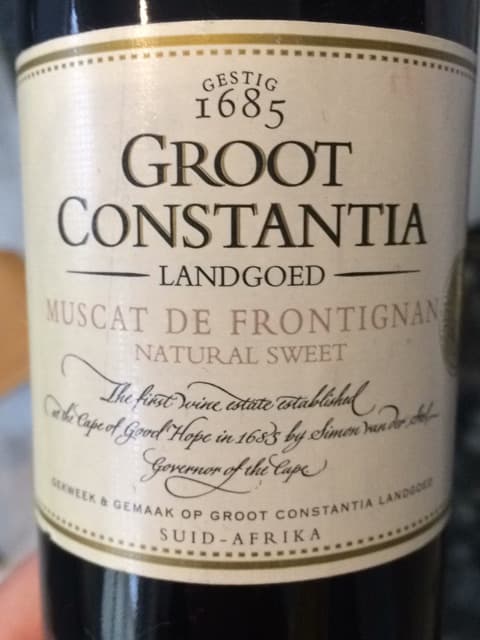 GESTIG
1685
GROOT
CONSTANTIA
LANDGOED
MUSCAT DE FRONTIGNAN
NATURAL SWEET
The first wine estate established
at the Cape of Good Hope in 1685 by Simon van der Stel
Governor of the Cape
GEKWEEK & GEMAAK OP GROOT CONSTANTIA LANDGOED
SUID-AFRIKA